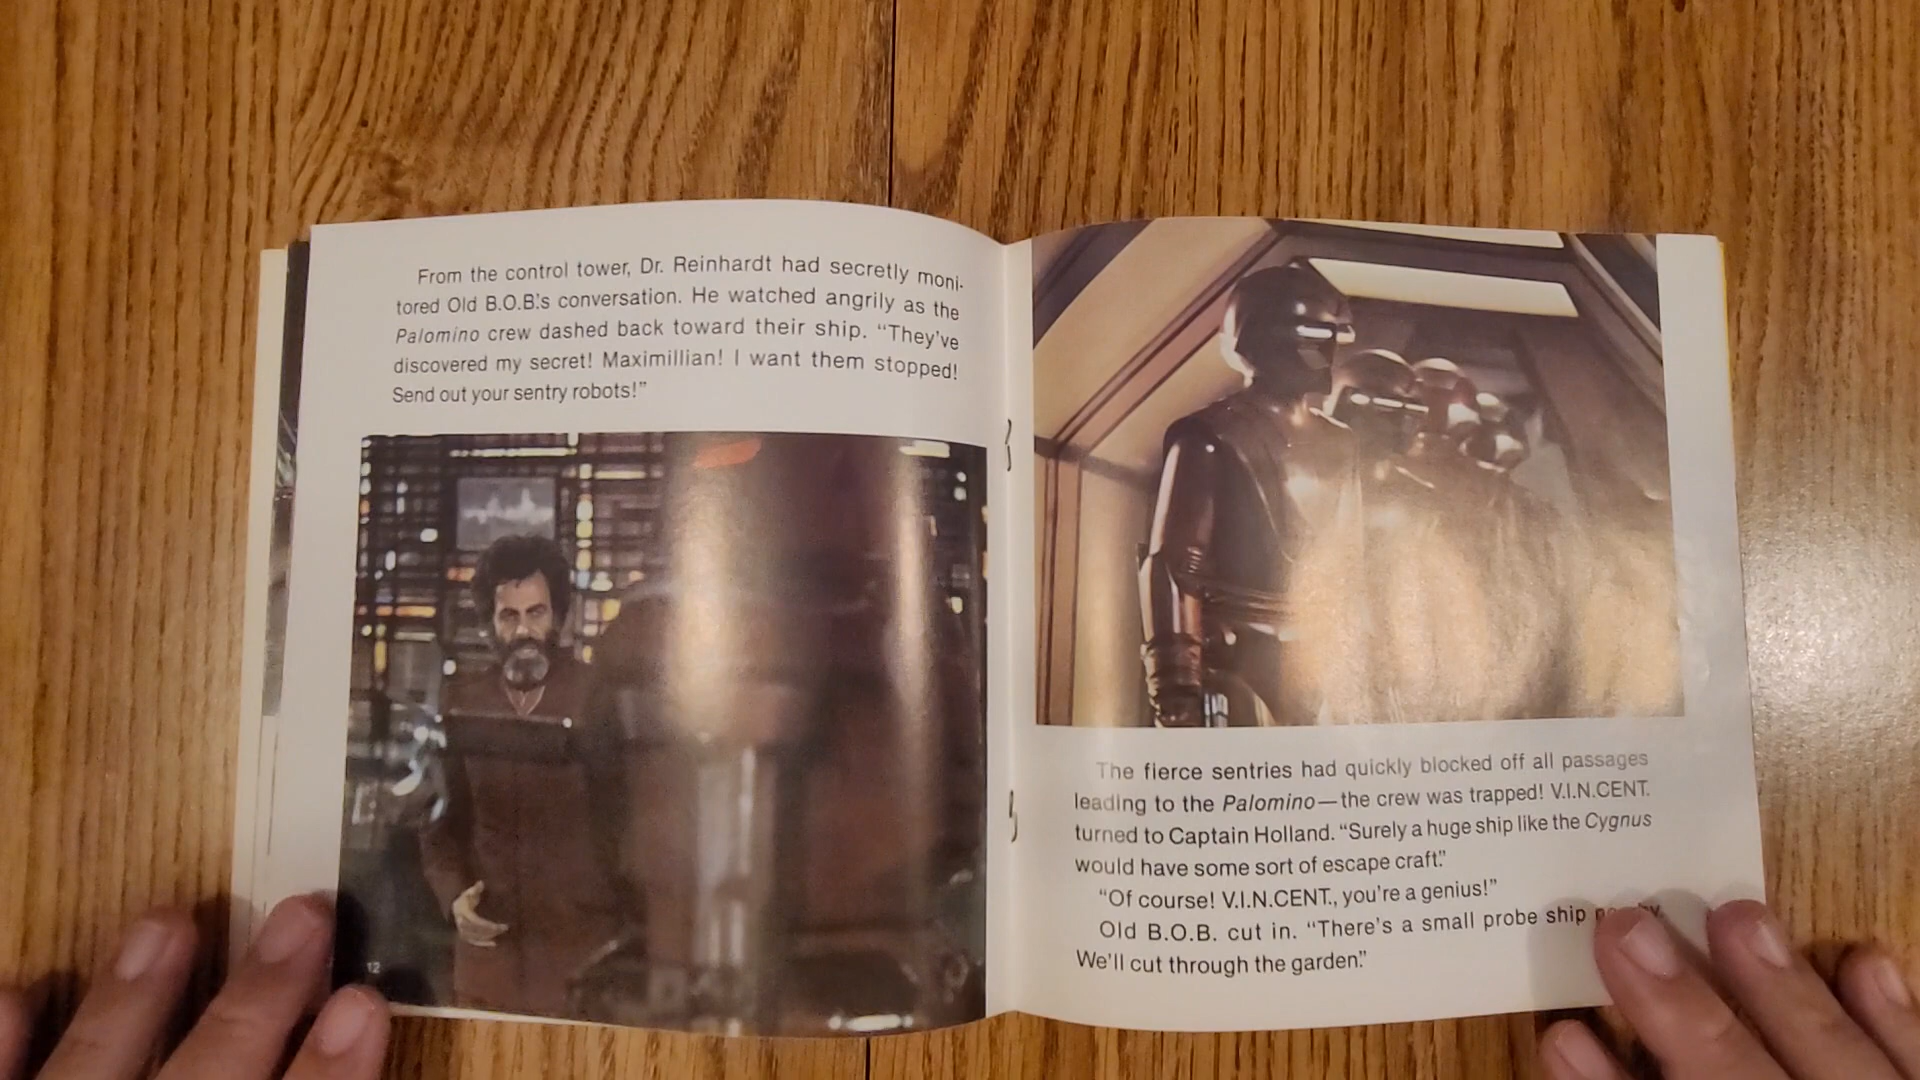 From the control tower, Dr. Reinhardt had secretly moni-
tored Old B.O.B.'s conversation. He watched angrily as the
Palomino crew dashed back toward their ship. “They've
discovered my secret! Maximillian! I want them stopped!
Send out your sentry robots!”
12
The fierce sentries had quickly blocked off all passages
leading to the Palomino—the crew was trapped! V.I.N.CENT.
turned to Captain Holland. “Surely a huge ship like the Cygnus
would have some sort of escape craft.”
“Of course! V.I.N.CENT., you're a genius!”
Old B.O.B. cut in. “There's a small probe ship
We'll cut through the garden.”